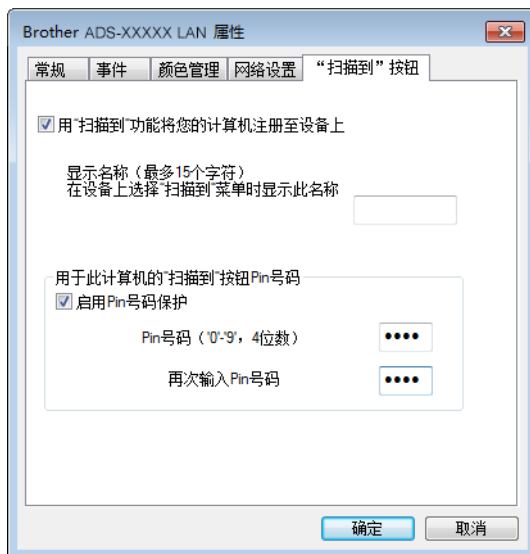 Brother ADS-XXXXX LAN 属性
常规 事件 颜色管理 网络设置 “扫描到”按钮
用"扫描到"功能将您的计算机注册至设备上
显示名称（最多15个字符）
在设备上选择"扫描到"菜单时显示此名称
用于此计算机的"扫描到"按钮Pin号码
启用Pin号码保护
Pin号码（'0'-'9'，4位数） ••••
再次输入Pin号码 ••••
确定 取消